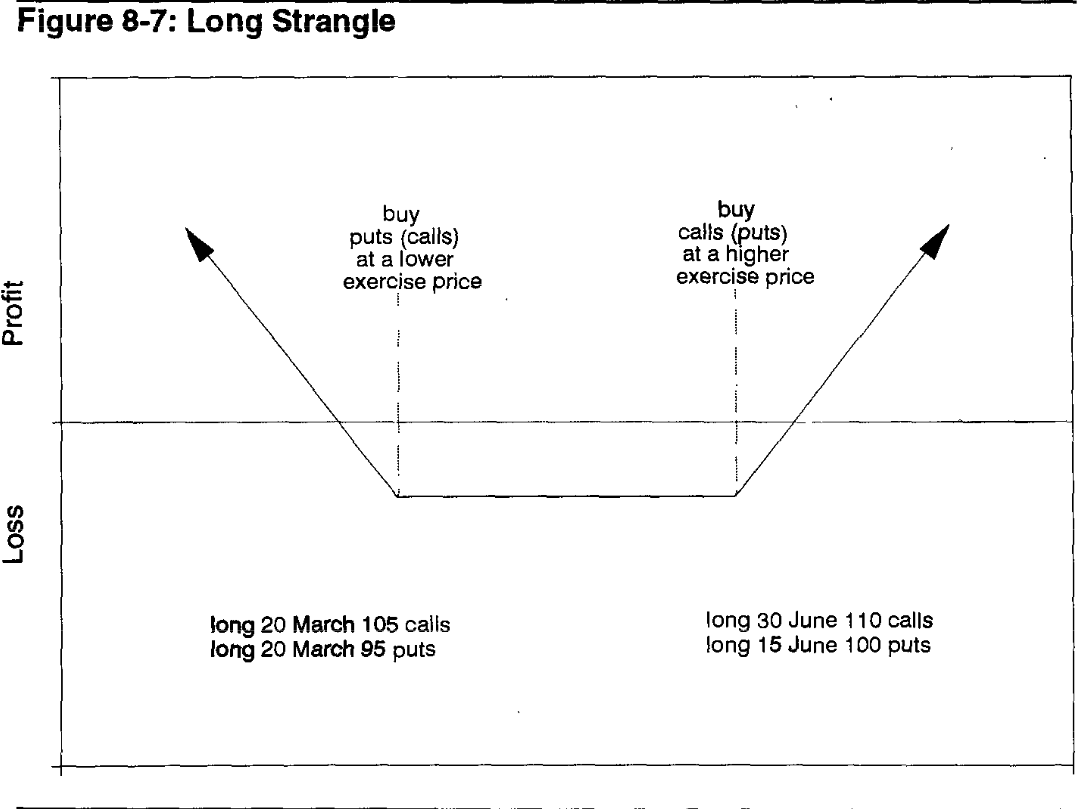 Figure 8-7: Long Strangle
buy
puts (calls)
at a lower
exercise price
buy
calls (puts)
at a higher
exercise price
Profit
Loss
long 20 March 105 calls
long 20 March 95 puts
long 30 June 110 calls
long 15 June 100 puts